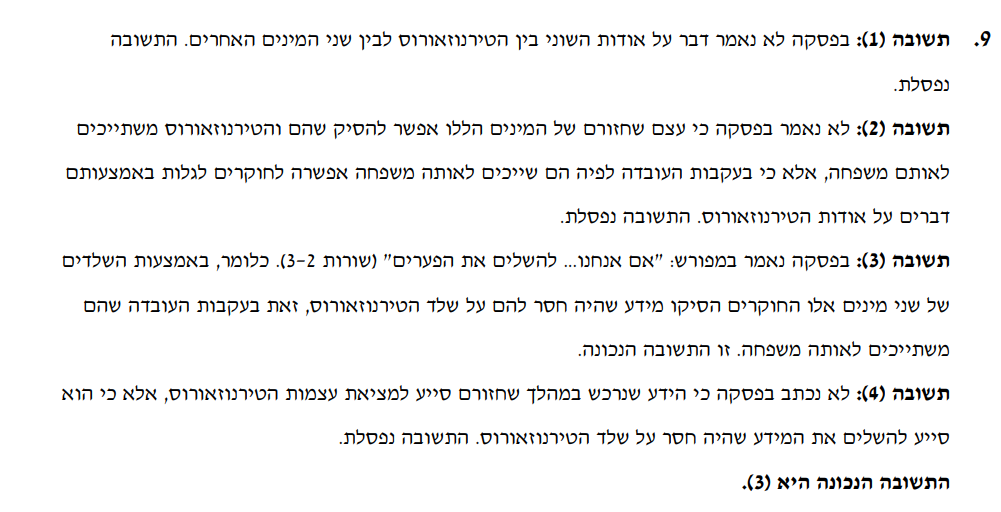 9. תשובה (1): בפסקה לא נאמר דבר על אודות השוני בין הטירנוזאורוס לבין שני המינים האחרים. התשובה
נפסלת.
תשובה (2): לא נאמר בפסקה כי עצם שחזורם של המינים הללו אפשר להסיק שהם והטירנוזאורוס משתייכים
לאותם משפחה, אלא כי בעקבות העובדה לפיה הם שייכים לאותה משפחה אפשרה לחוקרים לגלות באמצעותם
דברים על אודות הטירנוזאורוס. התשובה נפסלת.
תשובה (3): בפסקה נאמר במפורש: "אם אנחנו... להשלים את הפערים" (שורות 3-2). כלומר, באמצעות השלדים
של שני מינים אלו החוקרים הסיקו מידע שהיה חסר להם על שלד הטירנוזאורוס, זאת בעקבות העובדה שהם
משתייכים לאותה משפחה. זו התשובה הנכונה.
תשובה (4): לא נכתב בפסקה כי הידע שנרכש במהלך שחזורם סייע למציאת עצמות הטירנוזאורוס, אלא כי הוא
סייע להשלים את המידע שהיה חסר על שלד הטירנוזאורוס. התשובה נפסלת.
התשובה הנכונה היא (3).